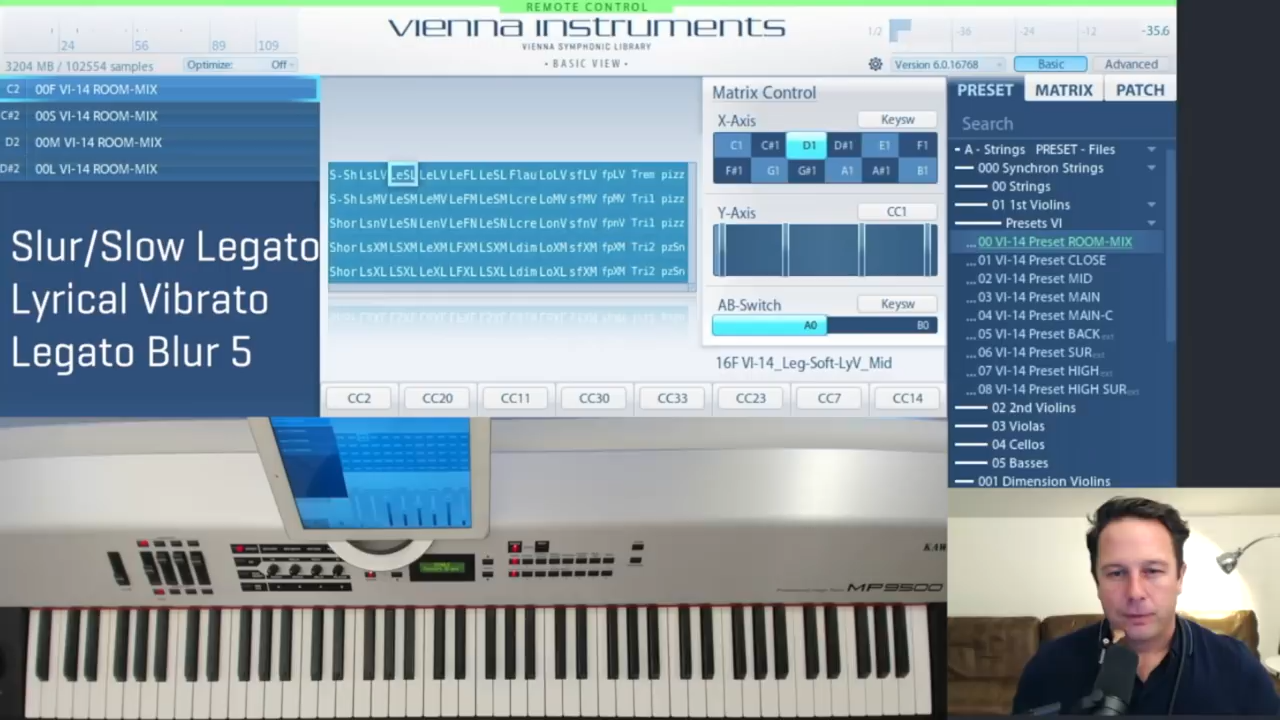 REMOTE CONTROL
vienna instruments
VIENNA SYMPHONIC LIBRARY
• BASIC VIEW •
24 56 89 109
3204 MB / 102554 samples
Optimize: Off
1/2 -36 -24 -12 -35.6
Version 6.0.16768 Basic Advanced
C2 00F VI-14 ROOM-MIX
C#2 00S VI-14 ROOM-MIX
D2 00M VI-14 ROOM-MIX
D#2 00L VI-14 ROOM-MIX
Slur/Slow Legato
Lyrical Vibrato
Legato Blur 5
S-Sh LsLV LeSL LeLV LeFL LeSL Flau LoLV sfLV fpLV Trem pizz
S-Sh LsMV LeSM LeMV LeFM LeSM Lcre LoMV sfMV fpMV Tril pizz
Shor LsnV LeSN LenV LeFN LeSN Lcre LonV sfnV fpnV Tril pizz
Shor LsXM LSXM LeXM LFXM LSXM Ldim LoXM sfXM fpXM Tri2 pzSn
Shor LsXL LSXL LeXL LFXL LSXL Ldim LoXL sfXL fpXM Tri2 pzSn
Matrix Control
X-Axis Keysw
C1 C#1 D1 D#1 E1 F1
F#1 G1 G#1 A1 A#1 B1
Y-Axis CC1
AB-Switch Keysw
A0 B0
16F VI-14_Leg-Soft-LyV_Mid
CC2 CC20 CC11 CC30 CC33 CC23 CC7 CC14
PRESET MATRIX PATCH
Search
A - Strings PRESET - Files
000 Synchron Strings
00 Strings
01 1st Violins
Presets VI
... 00 VI-14 Preset ROOM-MIX
... 01 VI-14 Preset CLOSE
... 02 VI-14 Preset MID
... 03 VI-14 Preset MAIN
... 04 VI-14 Preset MAIN-C
... 05 VI-14 Preset BACK ext
... 06 VI-14 Preset SUR ext
... 07 VI-14 Preset HIGH ext
... 08 VI-14 Preset HIGH SUR ext
02 2nd Violins
03 Violas
04 Cellos
05 Basses
001 Dimension Violins
KAW
MP9500